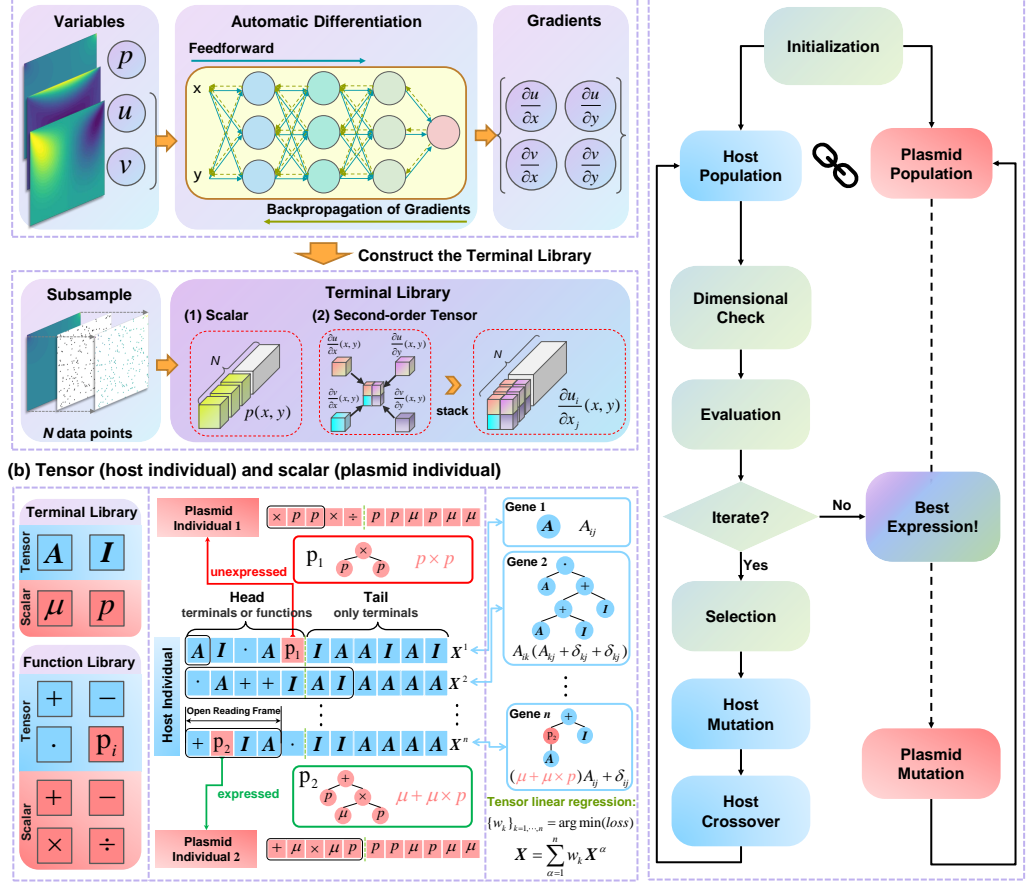 Variables
p
u
v
Automatic Differentiation
Feedforward
x
y
Backpropagation of Gradients
Gradients
∂u/∂x ∂u/∂y
∂v/∂x ∂v/∂y
Construct the Terminal Library
Subsample
N data points
Terminal Library
(1) Scalar
N
p(x, y)
(2) Second-order Tensor
∂u/∂x (x, y) ∂u/∂y (x, y)
∂v/∂x (x, y) ∂v/∂y (x, y)
stack
N
∂u_i/∂x_j (x, y)
(b) Tensor (host individual) and scalar (plasmid individual)
Terminal Library
Tensor
A I
Scalar
μ p
Function Library
Tensor
+ −
· p_i
Scalar
+ −
× ÷
Plasmid
Individual 1
× p p × ÷ p p μ p μ μ
p_1
×
p p
p × p
unexpressed
Head
terminals or functions
Tail
only terminals
Host Individual
A I · A p_1 I A A I A I X^1
· A + + I A I A A A A X^2
Open Reading Frame
+ p_2 I A · I I A A A A X^n
expressed
p_2
+
p ×
μ p
μ + μ × p
Plasmid
Individual 2
+ μ × μ p p p μ p μ μ
Gene 1
A A_ij
Gene 2
·
A +
+ I
A I
A_ik(A_kj + δ_kj + δ_kj)
Gene n
+
p_2 I
A
(μ + μ × p)A_ij + δ_ij
Tensor linear regression:
{w_k}_{k=1,⋯,n} = arg min(loss)
X = ∑_{α=1}^{n} w_k X^α
Initialization
Host
Population
Plasmid
Population
Dimensional
Check
Evaluation
Iterate?
No
Best
Expression!
Yes
Selection
Host
Mutation
Plasmid
Mutation
Host
Crossover